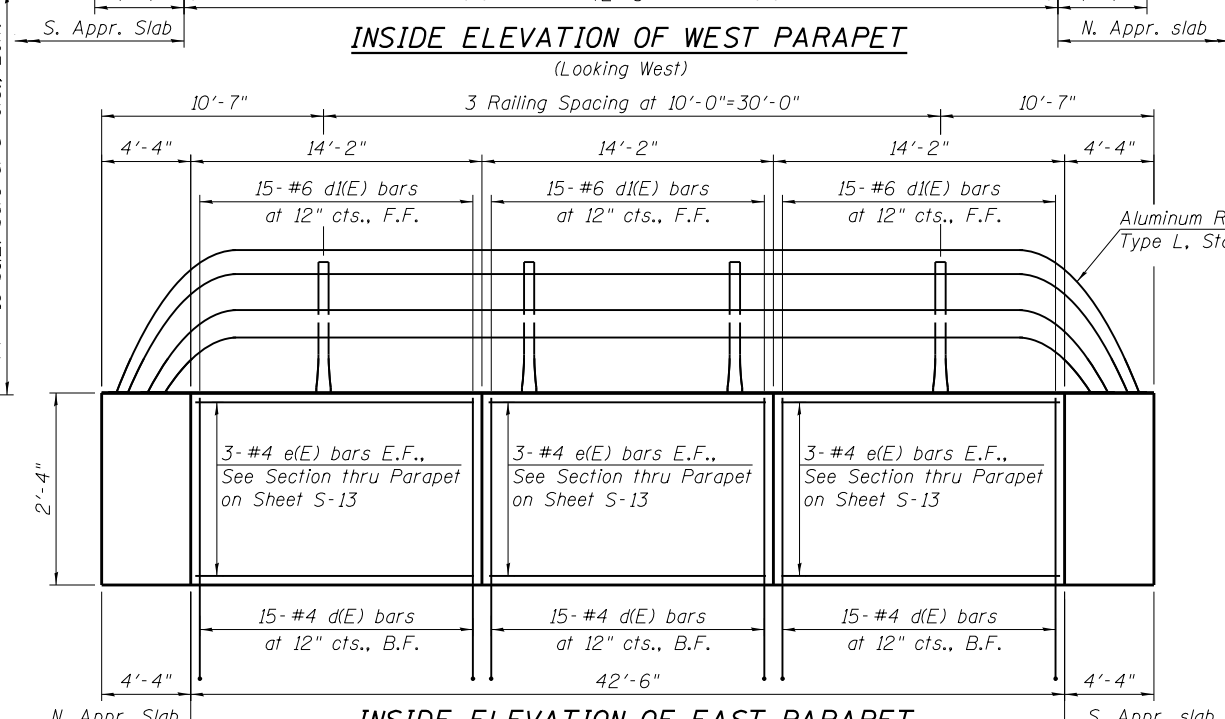 S. Appr. Slab
N. Appr. slab
INSIDE ELEVATION OF WEST PARAPET
(Looking West)
10'-7"
3 Railing Spacing at 10'-0"=30'-0"
10'-7"
4'-4"
14'-2"
14'-2"
14'-2"
4'-4"
15-#6 d1(E) bars
at 12" cts., F.F.
15-#6 d1(E) bars
at 12" cts., F.F.
15-#6 d1(E) bars
at 12" cts., F.F.
Aluminum
Type L,
2'-4"
3-#4 e(E) bars E.F.,
See Section thru Parapet
on Sheet S-13
3-#4 e(E) bars E.F.,
See Section thru Parapet
on Sheet S-13
3-#4 e(E) bars E.F.,
See Section thru Parapet
on Sheet S-13
15-#4 d(E) bars
at 12" cts., B.F.
15-#4 d(E) bars
at 12" cts., B.F.
15-#4 d(E) bars
at 12" cts., B.F.
4'-4"
42'-6"
4'-4"
N. Appr. Slab
INSIDE ELEVATION OF EAST PARAPET
S. Appr. slab